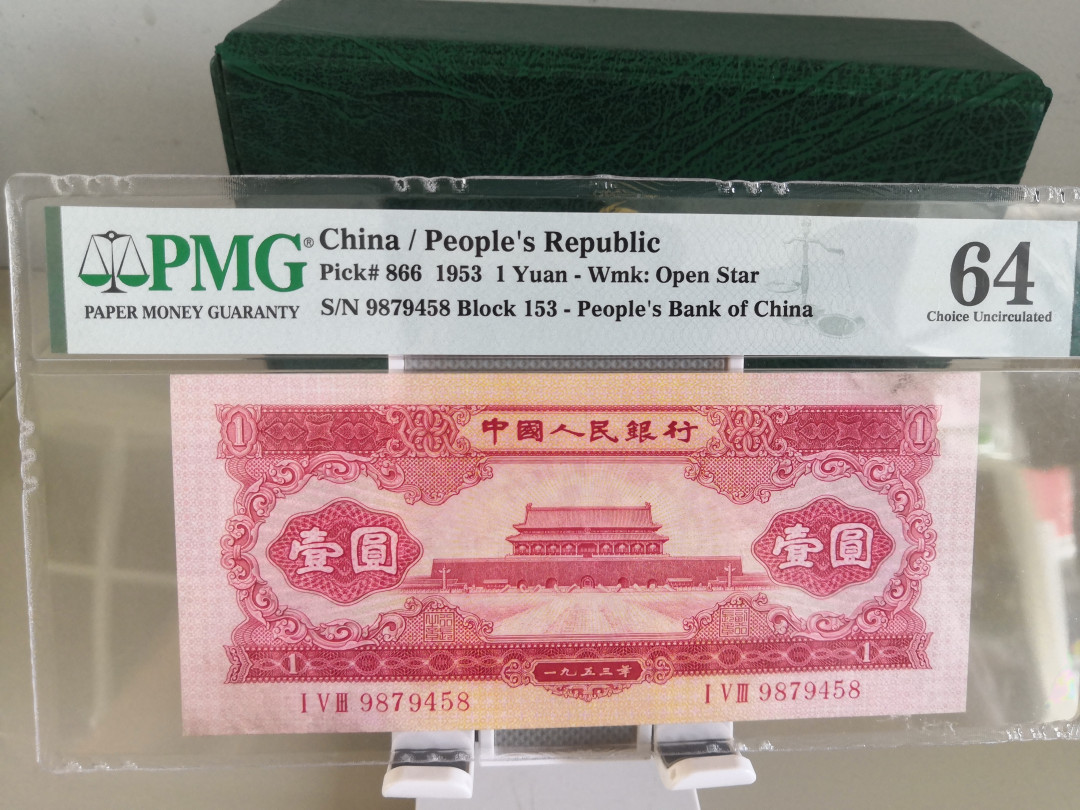 PMG®
PAPER MONEY GUARANTY
China / People's Republic
Pick# 866 1953 1 Yuan - Wmk: Open Star
S/N 9879458 Block 153 - People's Bank of China
64
Choice Uncirculated
中國人民銀行
1
1
壹圓
壹圓
1
一九五三年
1
I V III 9879458
I V III 9879458